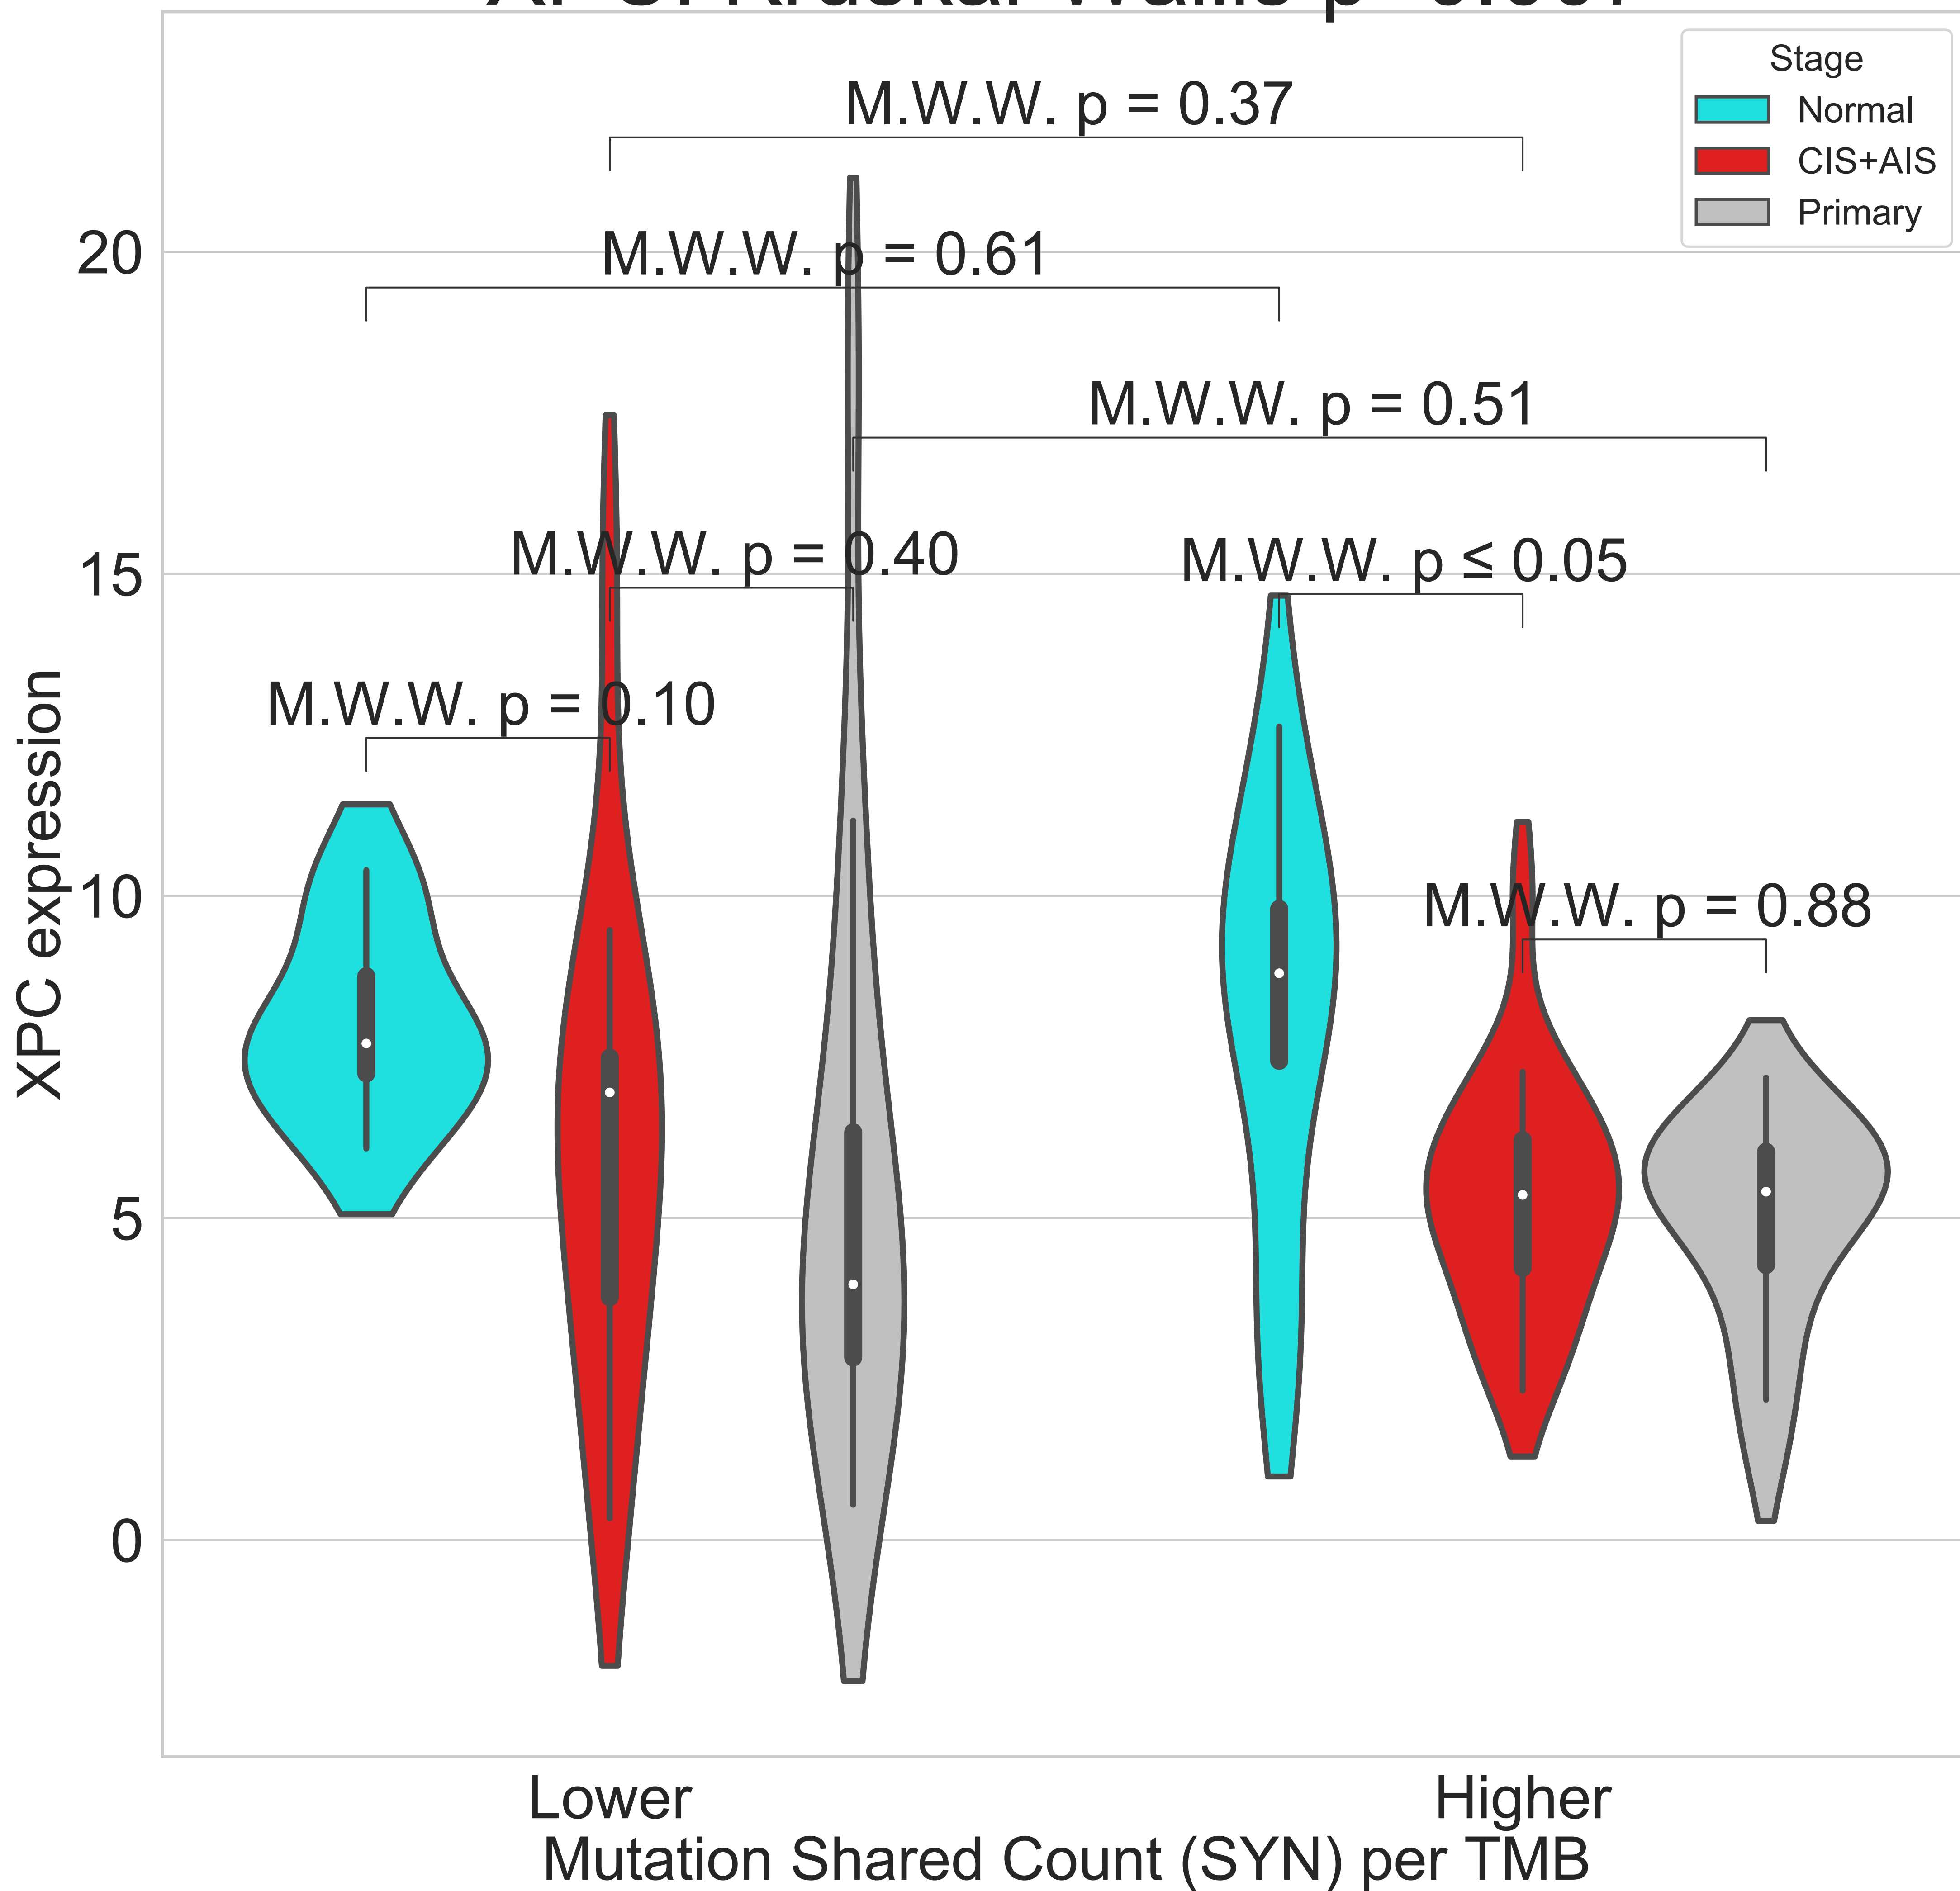 Stage
Normal
CIS+AIS
Primary
M.W.W. p = 0.37
M.W.W. p = 0.61
M.W.W. p = 0.51
M.W.W. p = 0.40
M.W.W. p ≤ 0.05
M.W.W. p = 0.10
M.W.W. p = 0.88
XPC expression
20
15
10
5
0
Lower
Higher
Mutation Shared Count (SYN) per TMB